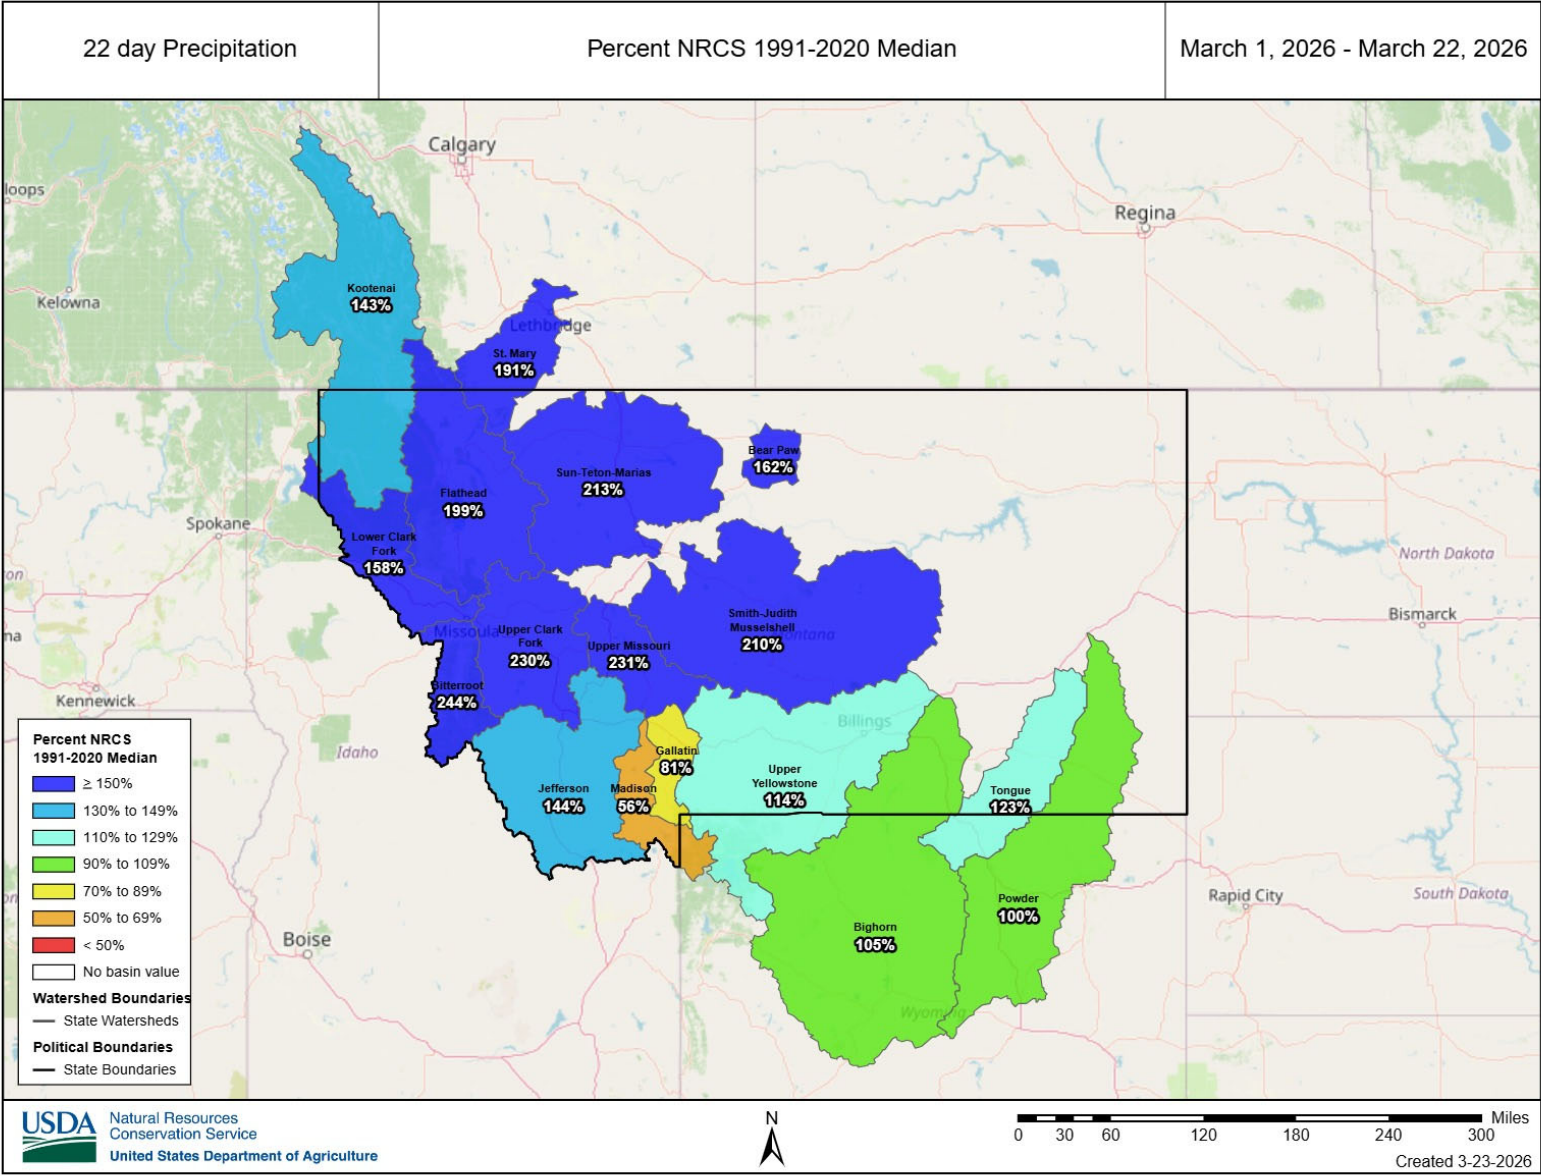 22 day Precipitation
Percent NRCS 1991-2020 Median
March 1, 2026 - March 22, 2026
Calgary
loops
Regina
Kelowna
Kootenai
143%
Lethbridge
St. Mary
191%
Bear Paw
162%
Sun-Teton-Marias
213%
Flathead
199%
Spokane
Lower Clark
Fork
158%
North Dakota
on
Bismarck
na
Smith-Judith
Musselshell
210%
ontana
Missoula
Upper Clark
Fork
230%
Upper Missouri
231%
Kennewick
Bitterroot
244%
Billings
Idaho
Gallatin
81%
Upper
Yellowstone
114%
Jefferson
144%
Madison
56%
Tongue
123%
Rapid City
South Dakota
Powder
100%
Bighorn
105%
Boise
on
Wyoming
Percent NRCS
1991-2020 Median
≥ 150%
130% to 149%
110% to 129%
90% to 109%
70% to 89%
50% to 69%
< 50%
No basin value
Watershed Boundaries
State Watersheds
Political Boundaries
State Boundaries
USDA
Natural Resources
Conservation Service
United States Department of Agriculture
N
Miles
0 30 60 120 180 240 300
Created 3-23-2026